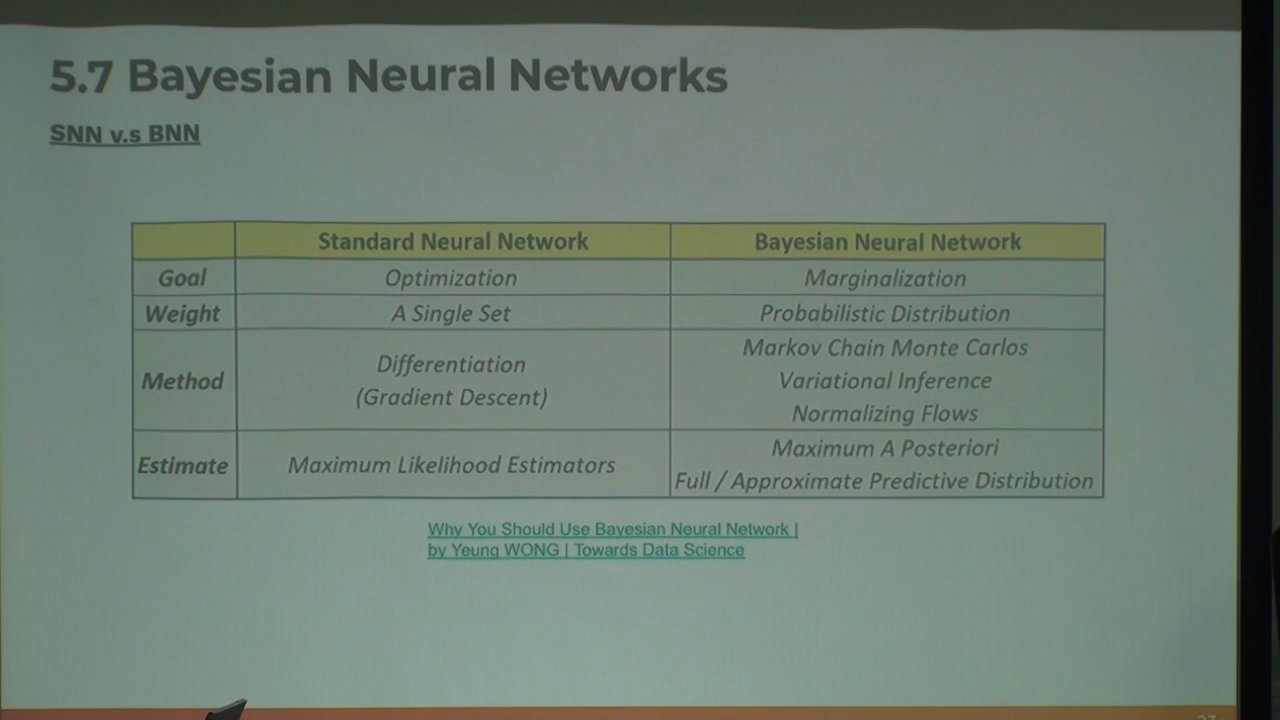 5.7 Bayesian Neural Networks
SNN v.s BNN
Standard Neural Network Bayesian Neural Network
Goal Optimization Marginalization
Weight A Single Set Probabilistic Distribution
Method Differentiation
(Gradient Descent)
Markov Chain Monte Carlos
Variational Inference
Normalizing Flows
Estimate Maximum Likelihood Estimators
Maximum A Posteriori
Full / Approximate Predictive Distribution
Why You Should Use Bayesian Neural Network |
by Yeung WONG | Towards Data Science